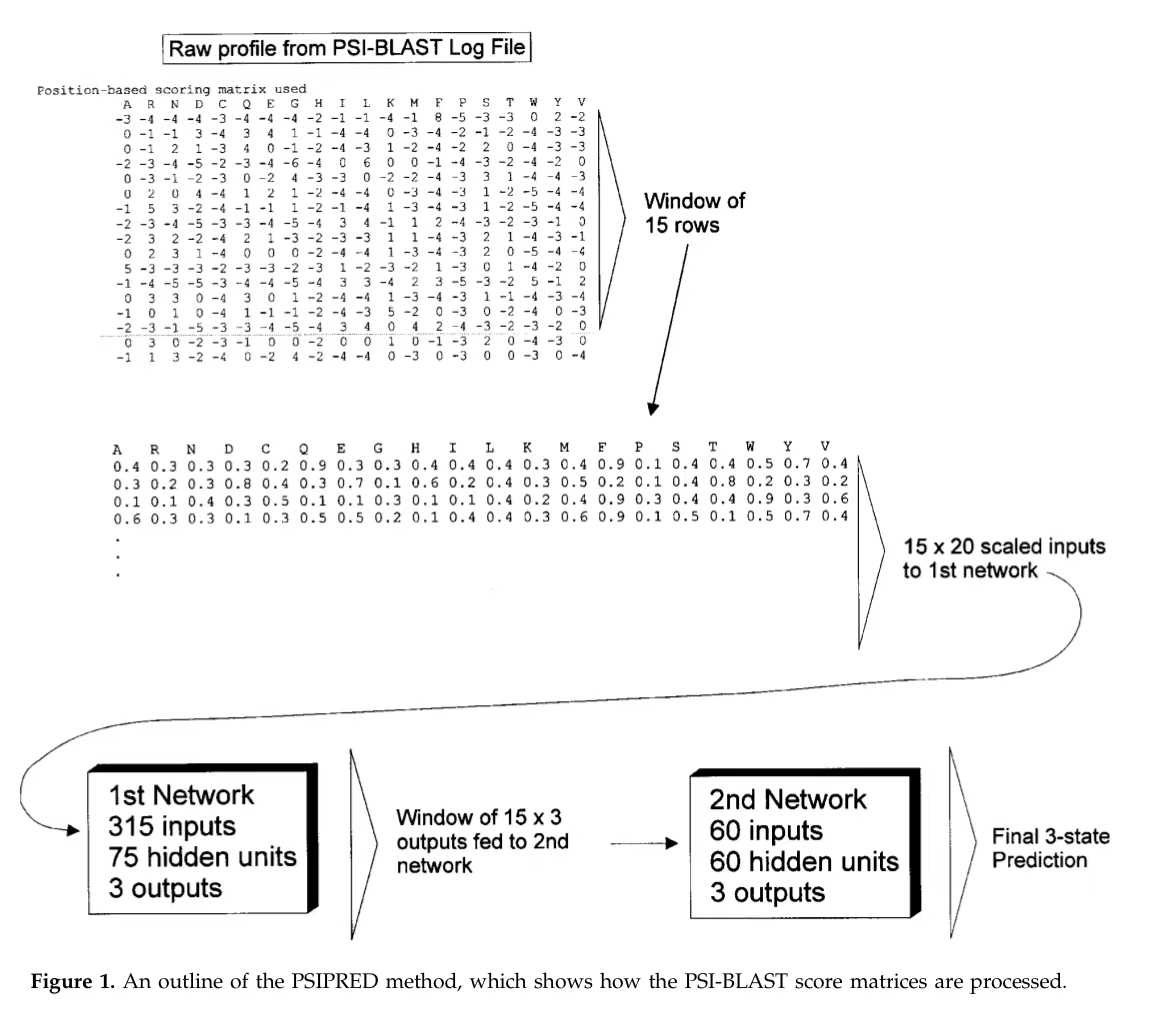 Raw profile from PSI-BLAST Log File
Position-based scoring matrix used
A R N D C Q E G H I L K M F P S T W Y V
-3 -4 -4 -4 -3 -4 -4 -4 -2 -1 -1 -4 -1 8 -5 -3 -3 0 2 -2
0 -1 -1 3 -4 3 4 1 -1 -4 -4 0 -3 -4 -2 -1 -2 -4 -3 -3
0 -1 2 1 -3 4 0 -1 -2 -4 -3 1 -2 -4 -2 2 0 -4 -3 -3
-2 -3 -4 -5 -2 -3 -4 -6 -4 0 6 0 0 -1 -4 -3 -2 -4 -2 0
0 -3 -1 -2 -3 0 -2 4 -3 -3 0 -2 -2 -4 -3 3 1 -4 -4 -3
0 2 0 4 -4 1 2 1 -2 -4 -4 0 -3 -4 -3 1 -2 -5 -4 -4
-1 5 3 -2 -4 -1 -1 1 -2 -1 -4 1 -3 -4 -3 1 -2 -5 -4 -4
-2 -3 -4 -5 -3 -3 -4 -5 -4 3 4 -1 1 2 -4 -3 -2 -3 -1 0
-2 3 2 -2 -4 2 1 -3 -2 -3 -3 1 1 -4 -3 2 1 -4 -3 -1
0 2 3 1 -4 0 0 0 -2 -4 -4 1 -3 -4 -3 2 0 -5 -4 -4
5 -3 -3 -3 -2 -3 -3 -2 -3 1 -2 -3 -2 1 -3 0 1 -4 -2 0
-1 -4 -5 -5 -3 -4 -4 -5 -4 3 3 -4 2 3 -5 -3 -2 5 -1 2
0 3 3 0 -4 3 0 1 -2 -4 -4 1 -3 -4 -3 1 -1 -4 -3 -4
-1 0 1 0 -4 1 -1 -1 -2 -4 -3 5 -2 0 -3 0 -2 -4 0 -3
-2 -3 -1 -5 -3 -3 -4 -5 -4 3 4 0 4 2 -4 -3 -2 -3 -2 0
0 3 0 -2 -3 -1 0 0 -2 0 0 1 0 -1 -3 2 0 -4 -3 0
-1 1 3 -2 -4 0 -2 4 -2 -4 -4 0 -3 0 -3 0 0 -3 0 -4
Window of
15 rows
A R N D C Q E G H I L K M F P S T W Y V
0.4 0.3 0.3 0.3 0.2 0.9 0.3 0.3 0.4 0.4 0.4 0.3 0.4 0.9 0.1 0.4 0.4 0.5 0.7 0.4
0.3 0.2 0.3 0.8 0.4 0.3 0.7 0.1 0.6 0.2 0.4 0.3 0.5 0.2 0.1 0.4 0.8 0.2 0.3 0.2
0.1 0.1 0.4 0.3 0.5 0.1 0.1 0.3 0.1 0.1 0.4 0.2 0.4 0.9 0.3 0.4 0.4 0.9 0.3 0.6
0.6 0.3 0.3 0.1 0.3 0.5 0.5 0.2 0.1 0.4 0.4 0.3 0.6 0.9 0.1 0.5 0.1 0.5 0.7 0.4
.
.
.
15 x 20 scaled inputs
to 1st network
1st Network
315 inputs
75 hidden units
3 outputs
Window of 15 x 3
outputs fed to 2nd
network
2nd Network
60 inputs
60 hidden units
3 outputs
Final 3-state
Prediction
Figure 1. An outline of the PSIPRED method, which shows how the PSI-BLAST score matrices are processed.